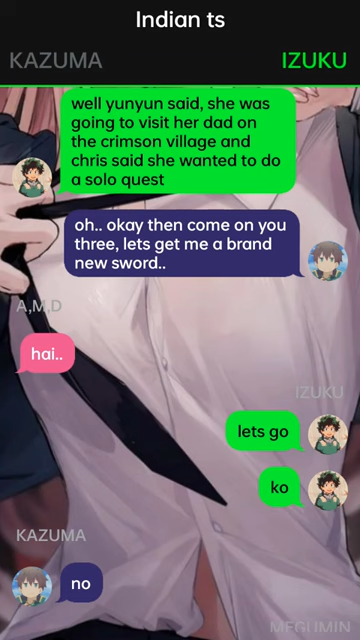 Indian ts
KAZUMA
IZUKU
well yunyun said, she was
going to visit her dad on
the crimson village and
chris said she wanted to do
a solo quest
oh.. okay then come on you
three, lets get me a brand
new sword..
A,M,D
hai..
IZUKU
lets go
ko
KAZUMA
no
MEGUMIN